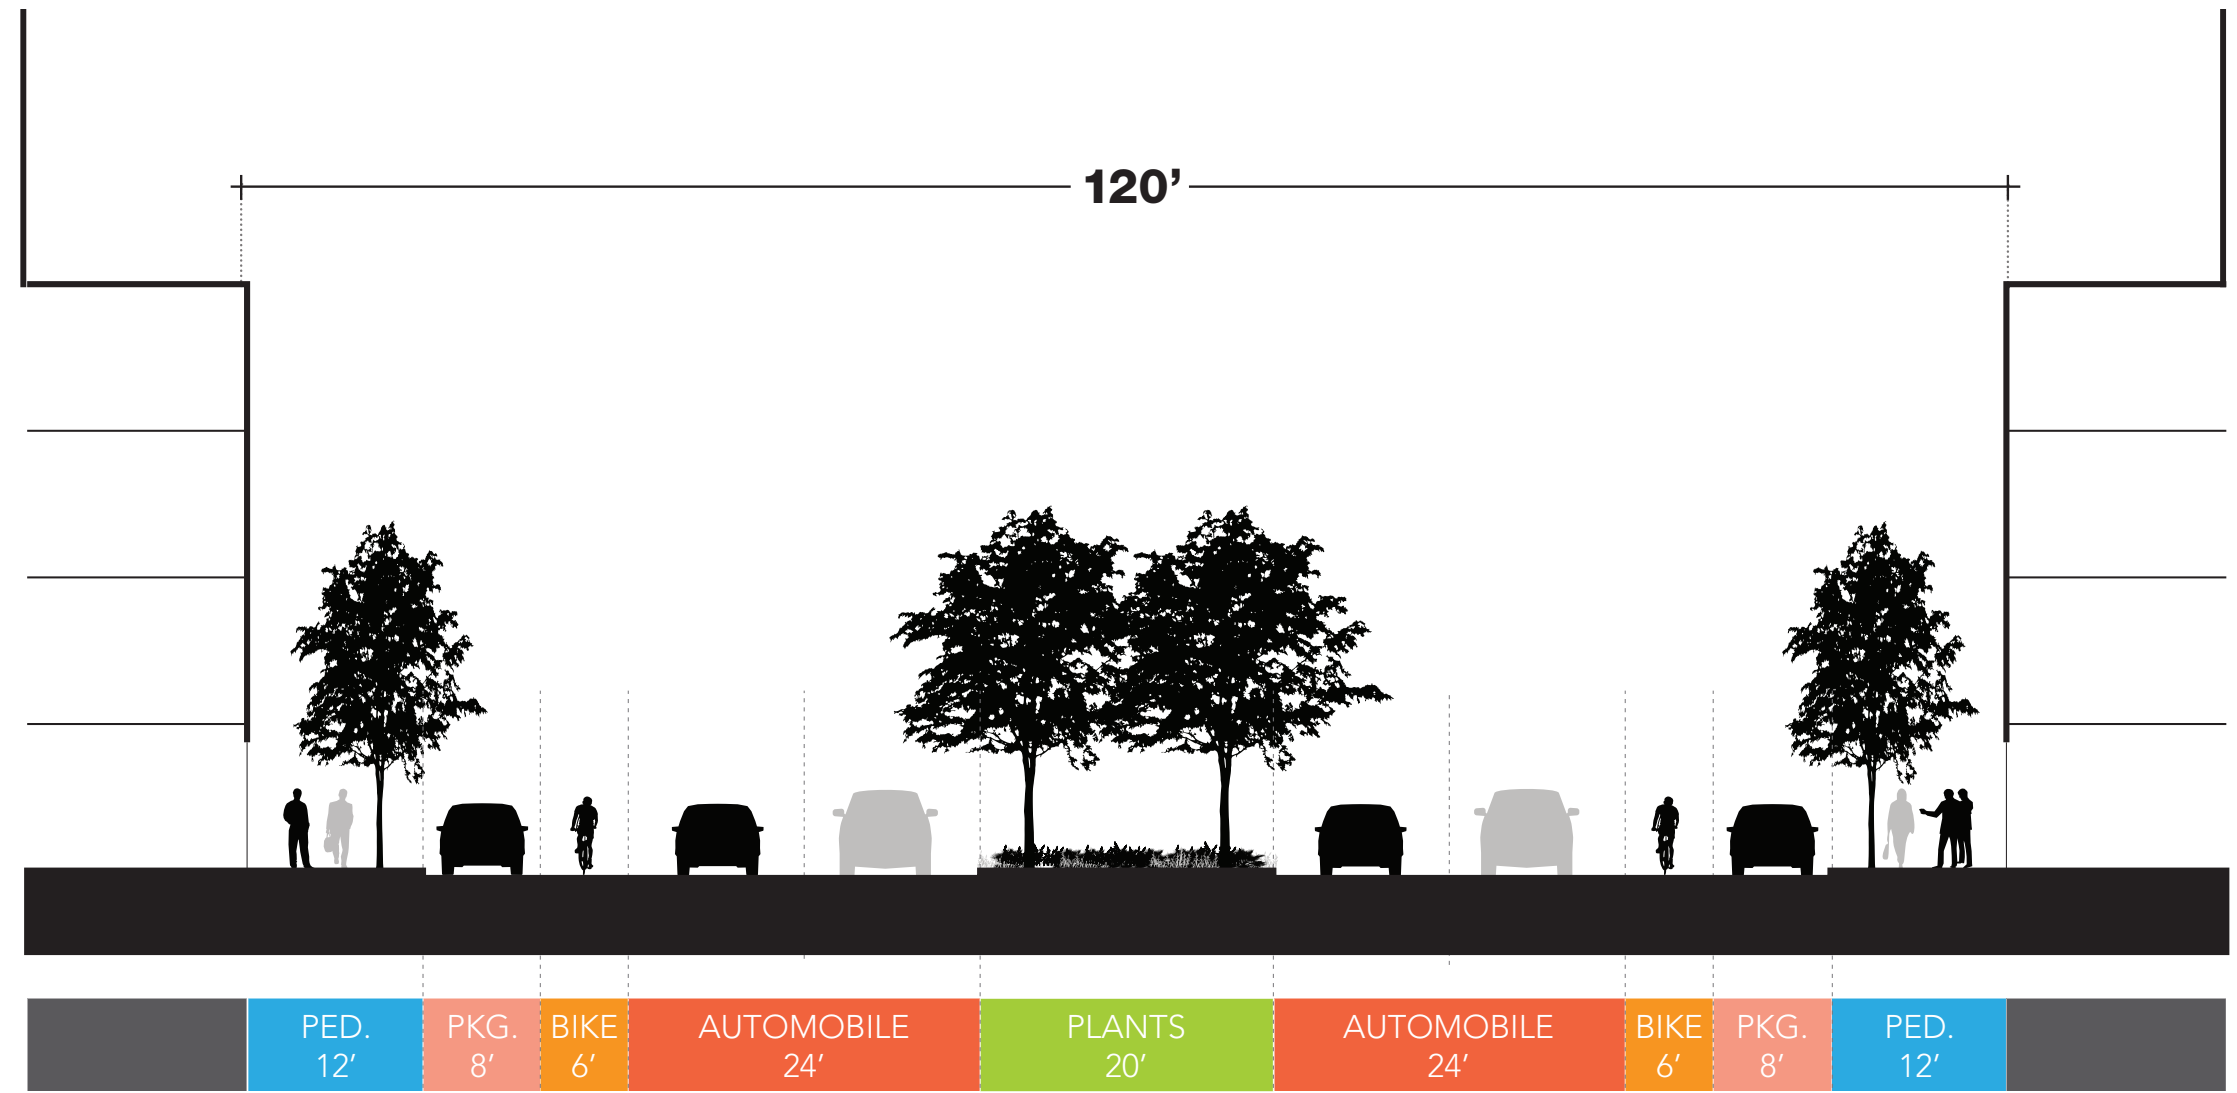 120’
PED.
12’
PKG.
8’
BIKE
6’
AUTOMOBILE
24’
PLANTS
20’
AUTOMOBILE
24’
BIKE
6’
PKG.
8’
PED.
12’